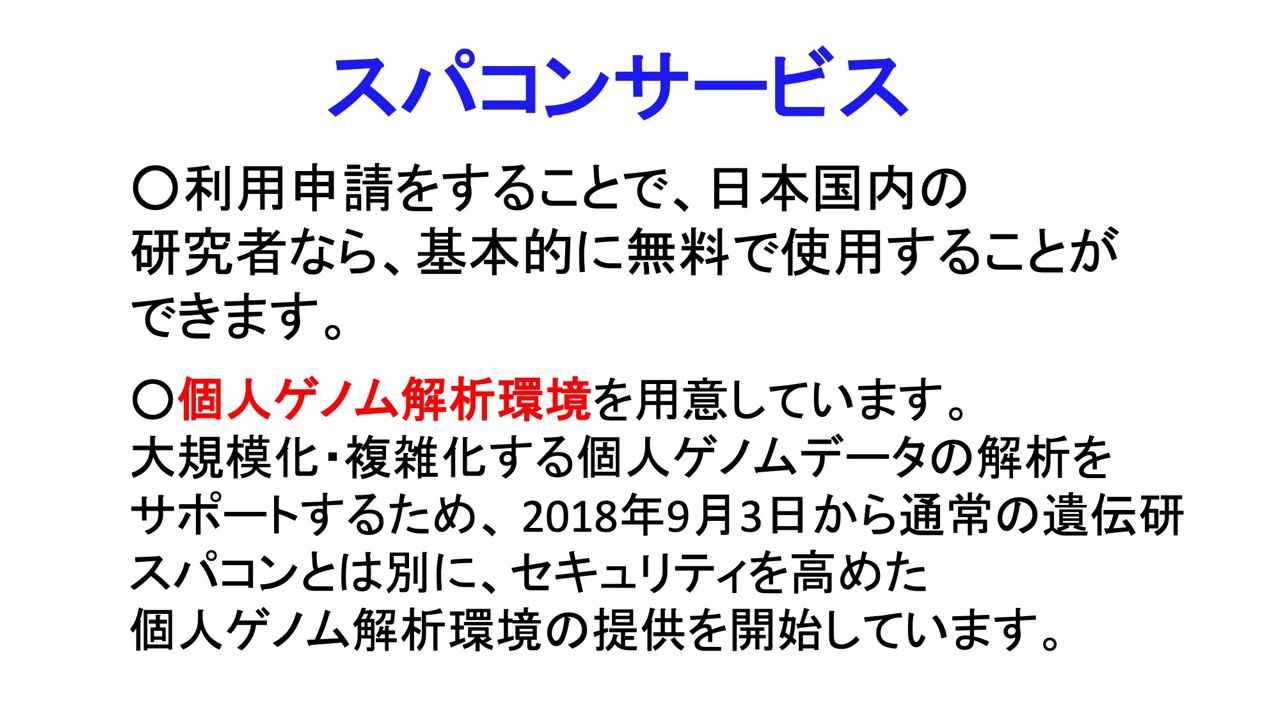 スパコンサービス
〇利用申請をすることで、日本国内の
研究者なら、基本的に無料で使用することが
できます。
〇個人ゲノム解析環境を用意しています。
大規模化・複雑化する個人ゲノムデータの解析を
サポートするため、2018年9月3日から通常の遺伝研
スパコンとは別に、セキュリティを高めた
個人ゲノム解析環境の提供を開始しています。